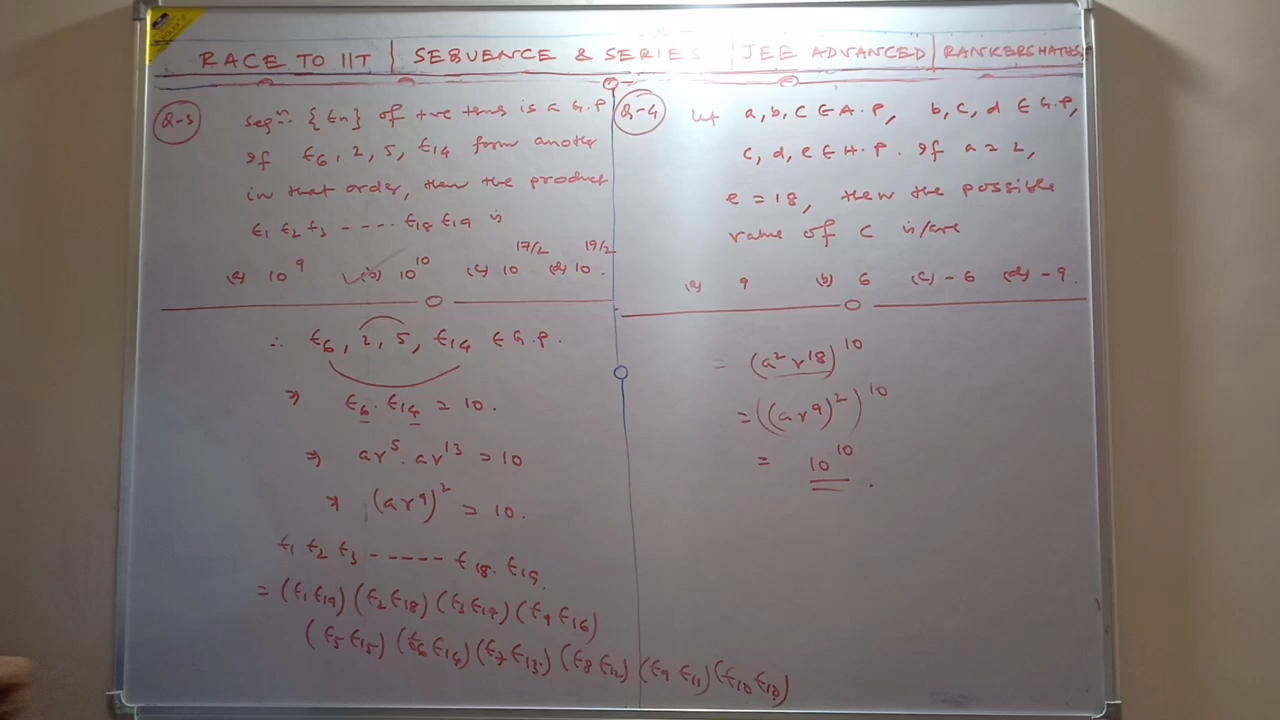 RACE TO IIT | SEQUENCE & SERIES | JEE ADVANCED | RANKERS MATHS
Q-3 Seqⁿ: {tn} of +ve terms is a G.P
If t6, 2, 5, t14 form another
in that order, then the product
t1 t2 t3 ---- t18 t19 is
(a) 10^9 ✓(b) 10^10 (c) 10^17/2 (d) 10^19/2.
∴ t6, 2, 5, t14 ∈ G.P.
⇒ t6. t14 = 10.
⇒ ar^5. ar^13 = 10
⇒ (ar^9)^2 = 10.
t1 t2 t3 ----- t18. t19.
= (t1 t19) (t2 t18) (t3 t17) (t4 t16)
(t5 t15) (t6 t14) (t7 t13) (t8 t12) (t9 t11) (t10 t10)
Q-4 Let a, b, c ∈ A.P, b, c, d ∈ G.P,
c, d, e ∈ H.P. If a = 2,
e = 18, then the possible
value of c is/are
(a) 9 (b) 6 (c) -6 (d) -9.
= (a^2 r^18)^10
= ((ar^9)^2)^10
= 10^10.